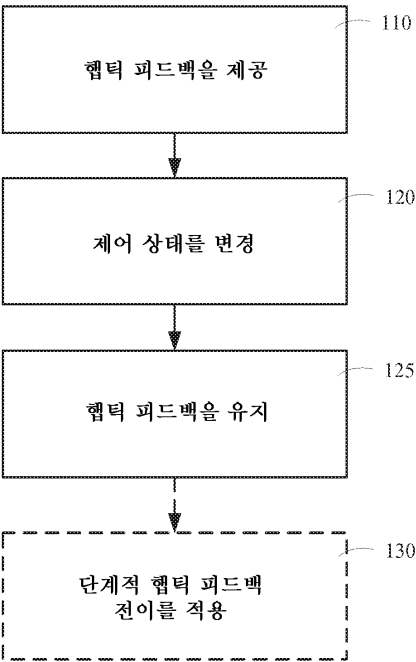 110
햅틱 피드백을 제공
120
제어 상태를 변경
125
햅틱 피드백을 유지
130
단계적 햅틱 피드백
전이를 적용